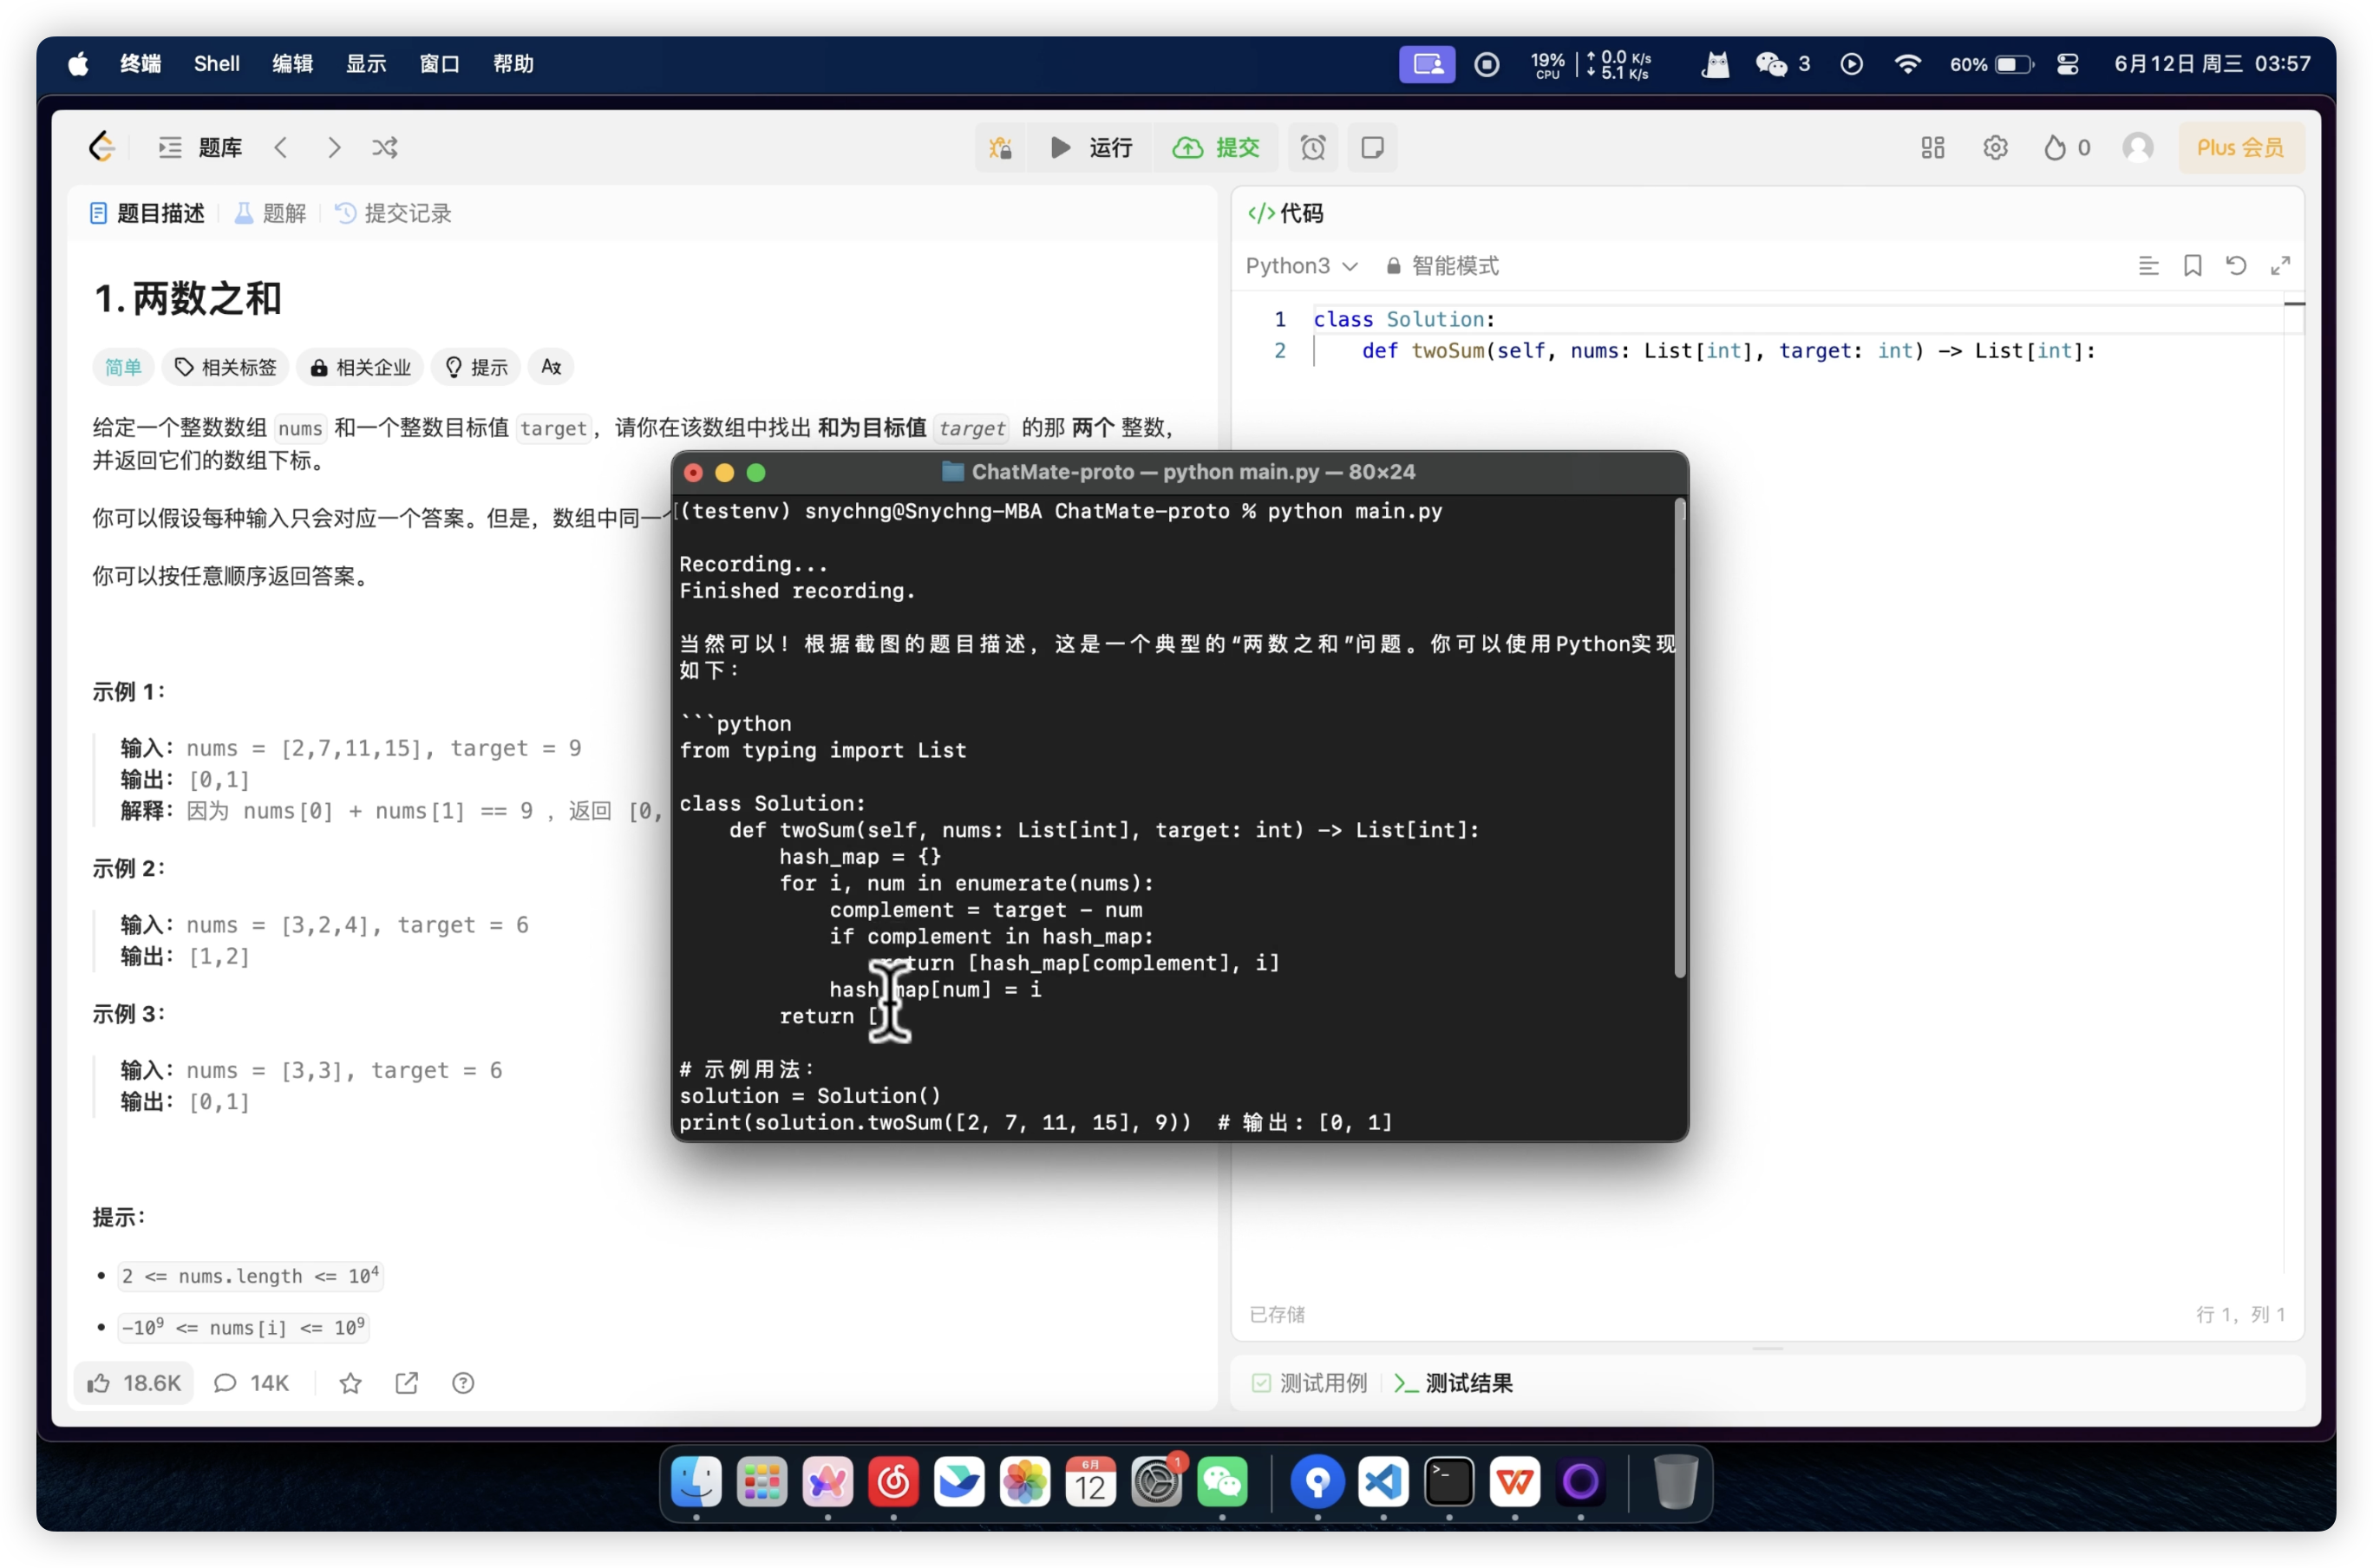 终端 Shell 编辑 显示 窗口 帮助
19% CPU ↑ 0.0 K/s ↓ 5.1 K/s 3 60% 6月12日 周三 03:57
题库 运行 提交 0 Plus 会员
题目描述 题解 提交记录
1. 两数之和
简单 相关标签 相关企业 提示
给定一个整数数组 nums 和一个整数目标值 target，请你在该数组中找出 和为目标值 target 的那 两个 整数，
并返回它们的数组下标。
你可以假设每种输入只会对应一个答案。但是，数组中同一
你可以按任意顺序返回答案。
示例 1：
输入：nums = [2,7,11,15], target = 9
输出：[0,1]
解释：因为 nums[0] + nums[1] == 9 ，返回 [0,
示例 2：
输入：nums = [3,2,4], target = 6
输出：[1,2]
示例 3：
输入：nums = [3,3], target = 6
输出：[0,1]
提示：
2 <= nums.length <= 10⁴
-10⁹ <= nums[i] <= 10⁹
18.6K 14K
</> 代码
Python3 智能模式
1 class Solution:
2 def twoSum(self, nums: List[int], target: int) -> List[int]:
已存储 行 1，列 1
测试用例 测试结果
ChatMate-proto — python main.py — 80×24
(testenv) snychng@Snychng-MBA ChatMate-proto % python main.py
Recording...
Finished recording.
当然可以！根据截图的题目描述，这是一个典型的“两数之和”问题。你可以使用Python实现
如下：
```python
from typing import List
class Solution:
def twoSum(self, nums: List[int], target: int) -> List[int]:
hash_map = {}
for i, num in enumerate(nums):
complement = target - num
if complement in hash_map:
return [hash_map[complement], i]
hash_map[num] = i
return [
# 示例用法：
solution = Solution()
print(solution.twoSum([2, 7, 11, 15], 9)) # 输出：[0, 1]
6月
12
1